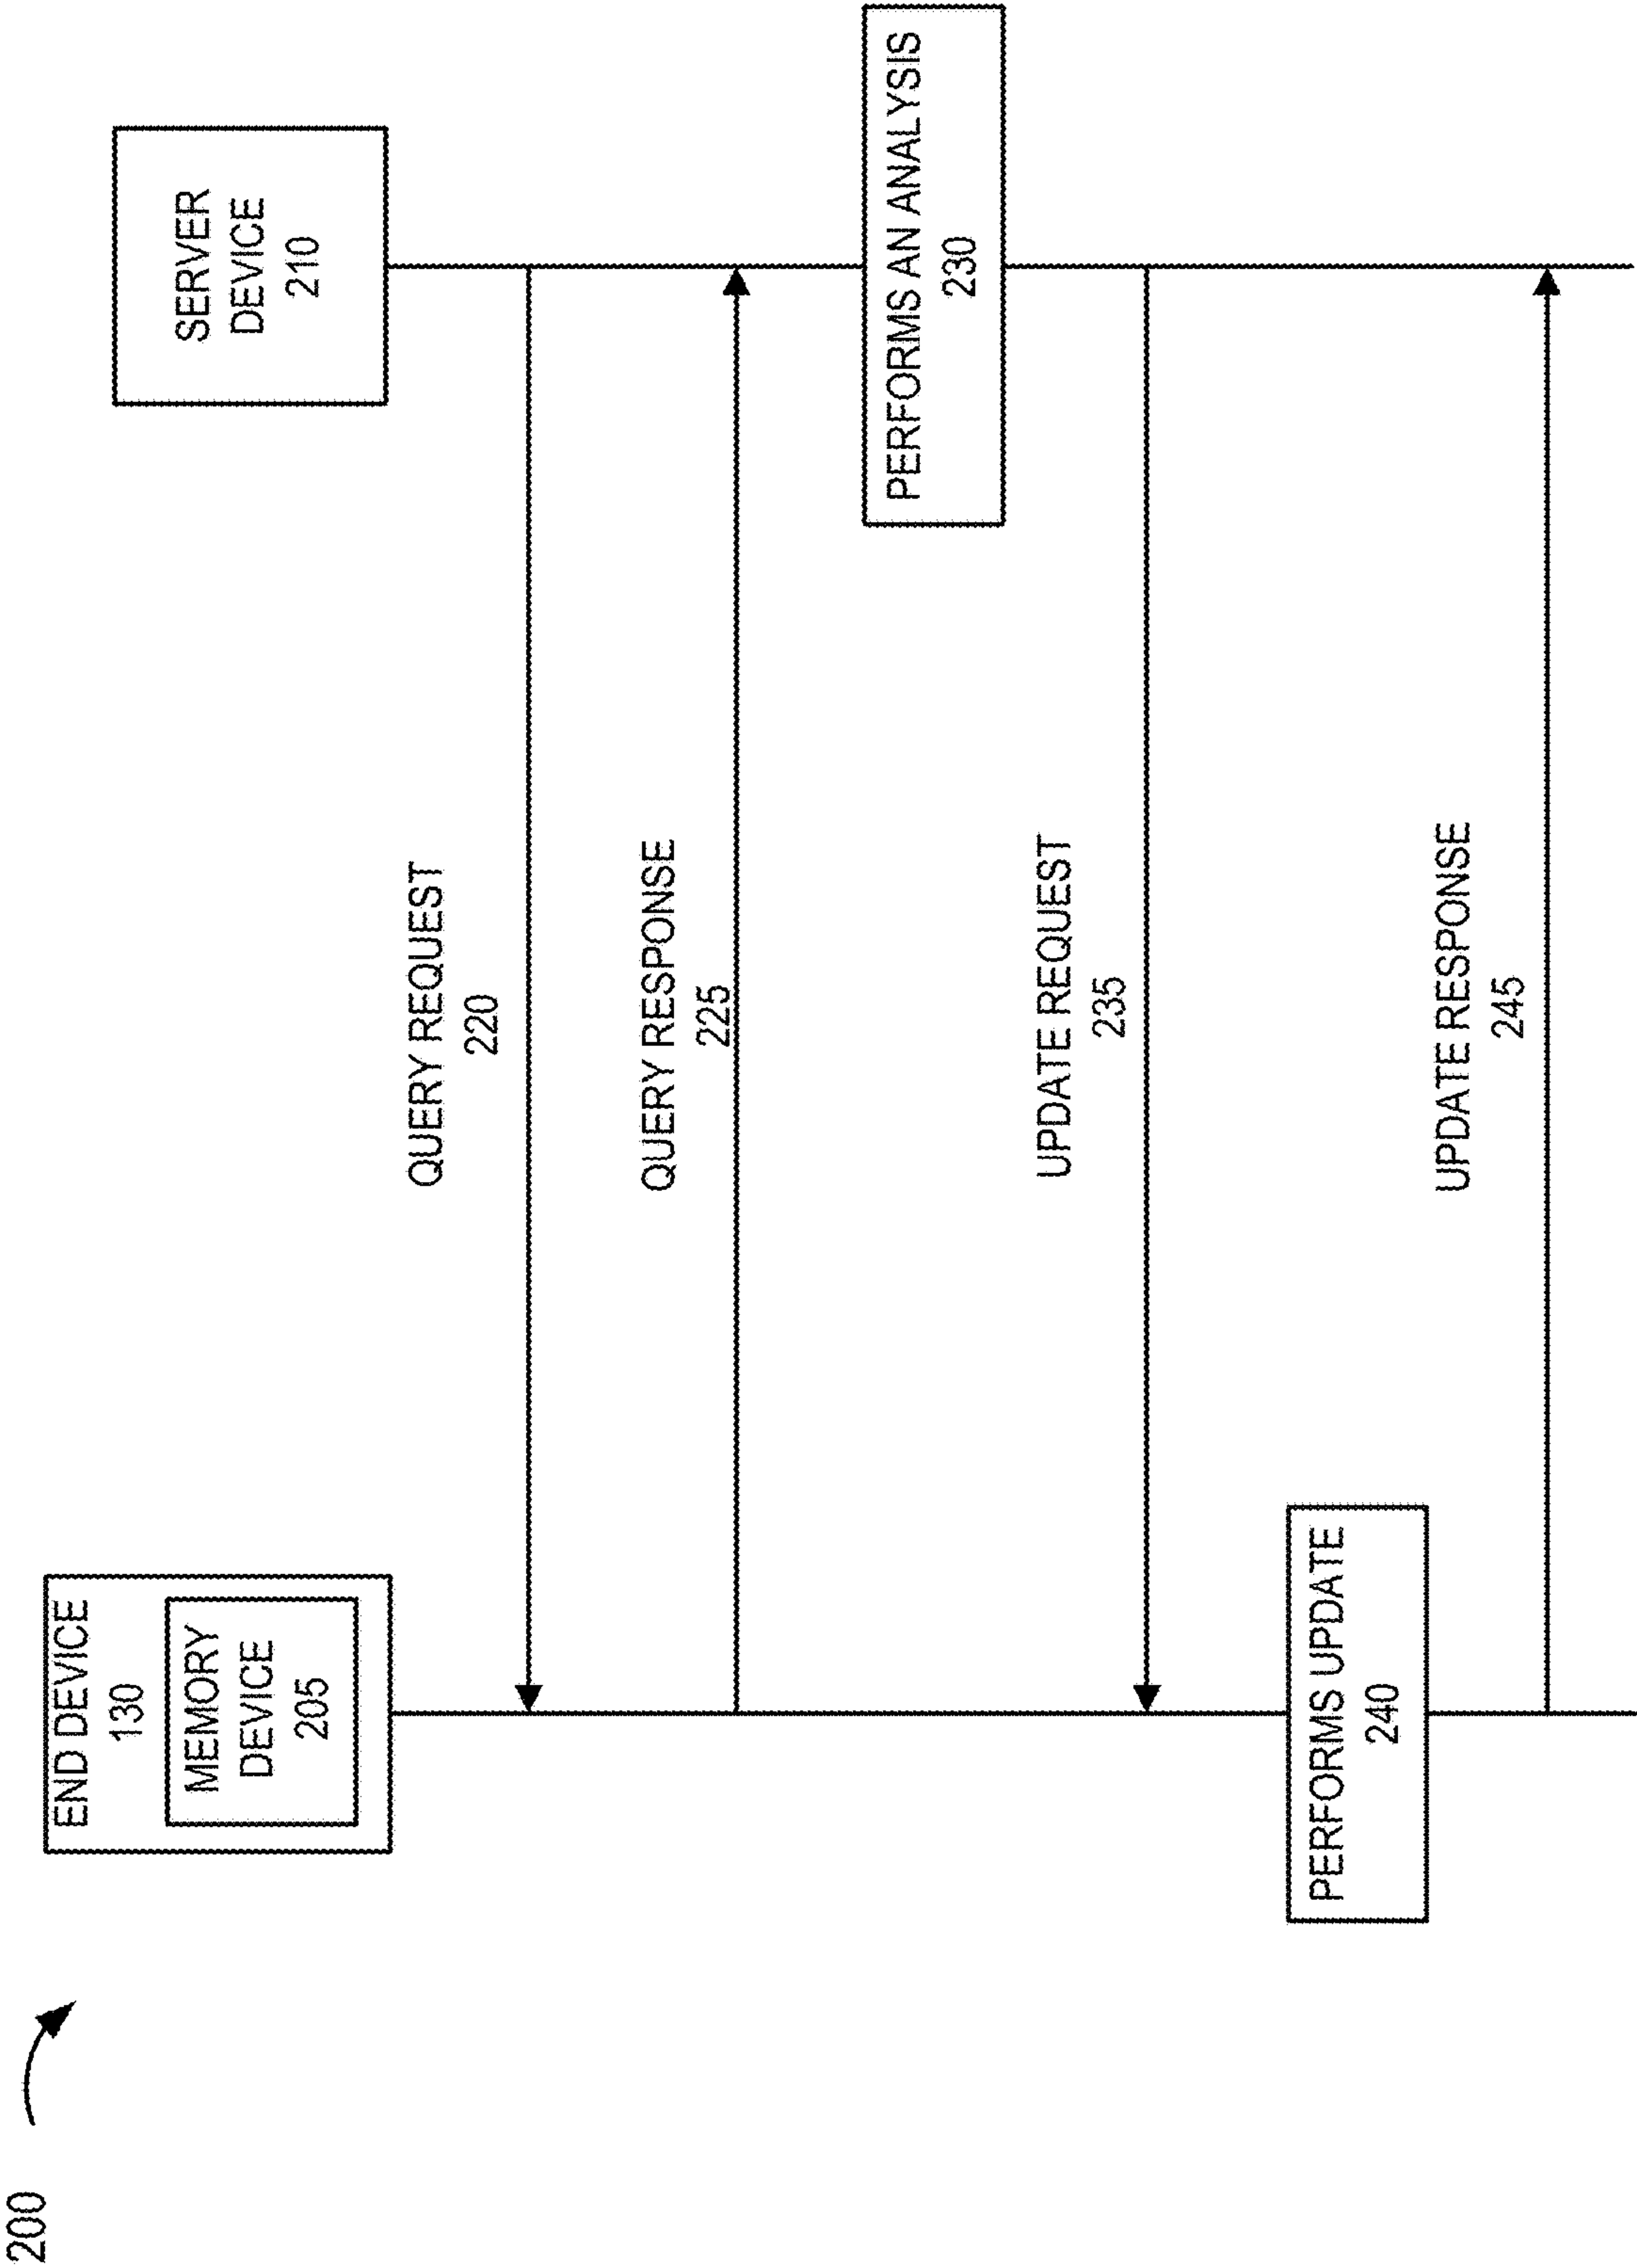 200
END DEVICE
130
MEMORY
DEVICE
205
SERVER
DEVICE
210
QUERY REQUEST
220
QUERY RESPONSE
225
PERFORMS AN ANALYSIS
230
UPDATE REQUEST
235
PERFORMS UPDATE
240
UPDATE RESPONSE
245